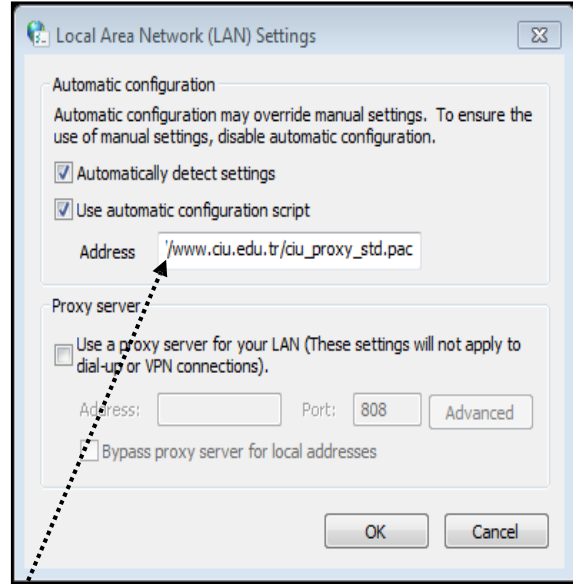 Local Area Network (LAN) Settings
Automatic configuration
Automatic configuration may override manual settings. To ensure the
use of manual settings, disable automatic configuration.
Automatically detect settings
Use automatic configuration script
Address /www.ciu.edu.tr/ciu_proxy_std.pac
Proxy server
Use a proxy server for your LAN (These settings will not apply to
dial-up or VPN connections).
Address: Port: 808 Advanced
Bypass proxy server for local addresses
OK Cancel